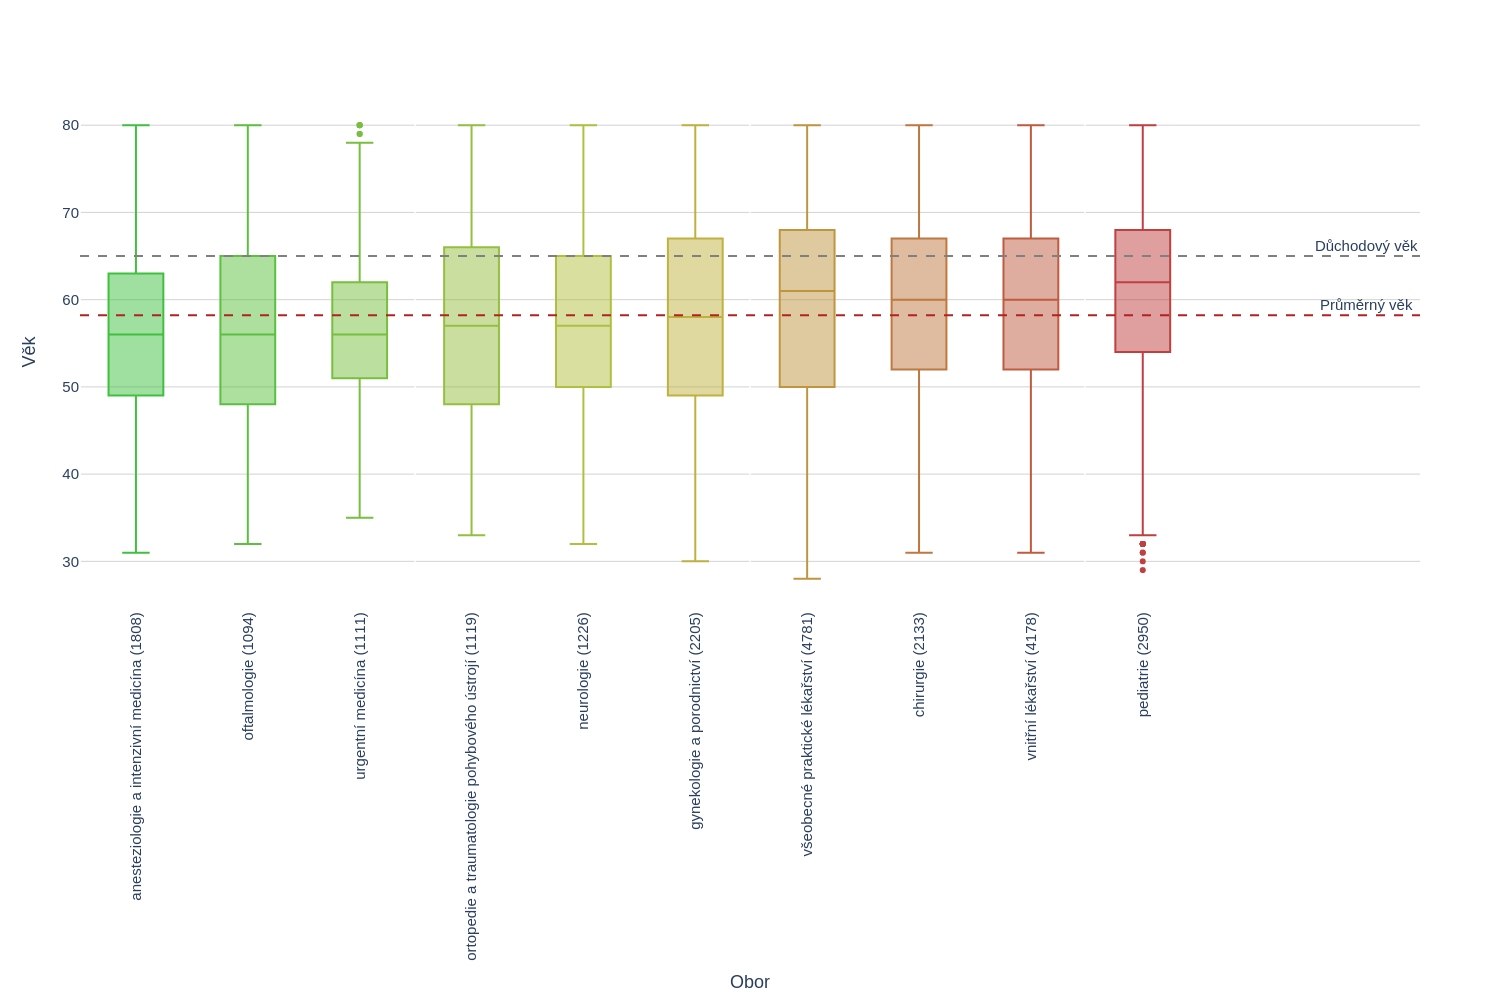 80
70
60
50
40
30
Věk
Důchodový věk
Průměrný věk
anesteziologie a intenzivní medicína (1808)
oftalmologie (1094)
urgentní medicína (1111)
ortopedie a traumatologie pohybového ústrojí (1119)
neurologie (1226)
gynekologie a porodnictví (2205)
všeobecné praktické lékařství (4781)
chirurgie (2133)
vnitřní lékařství (4178)
pediatrie (2950)
Obor